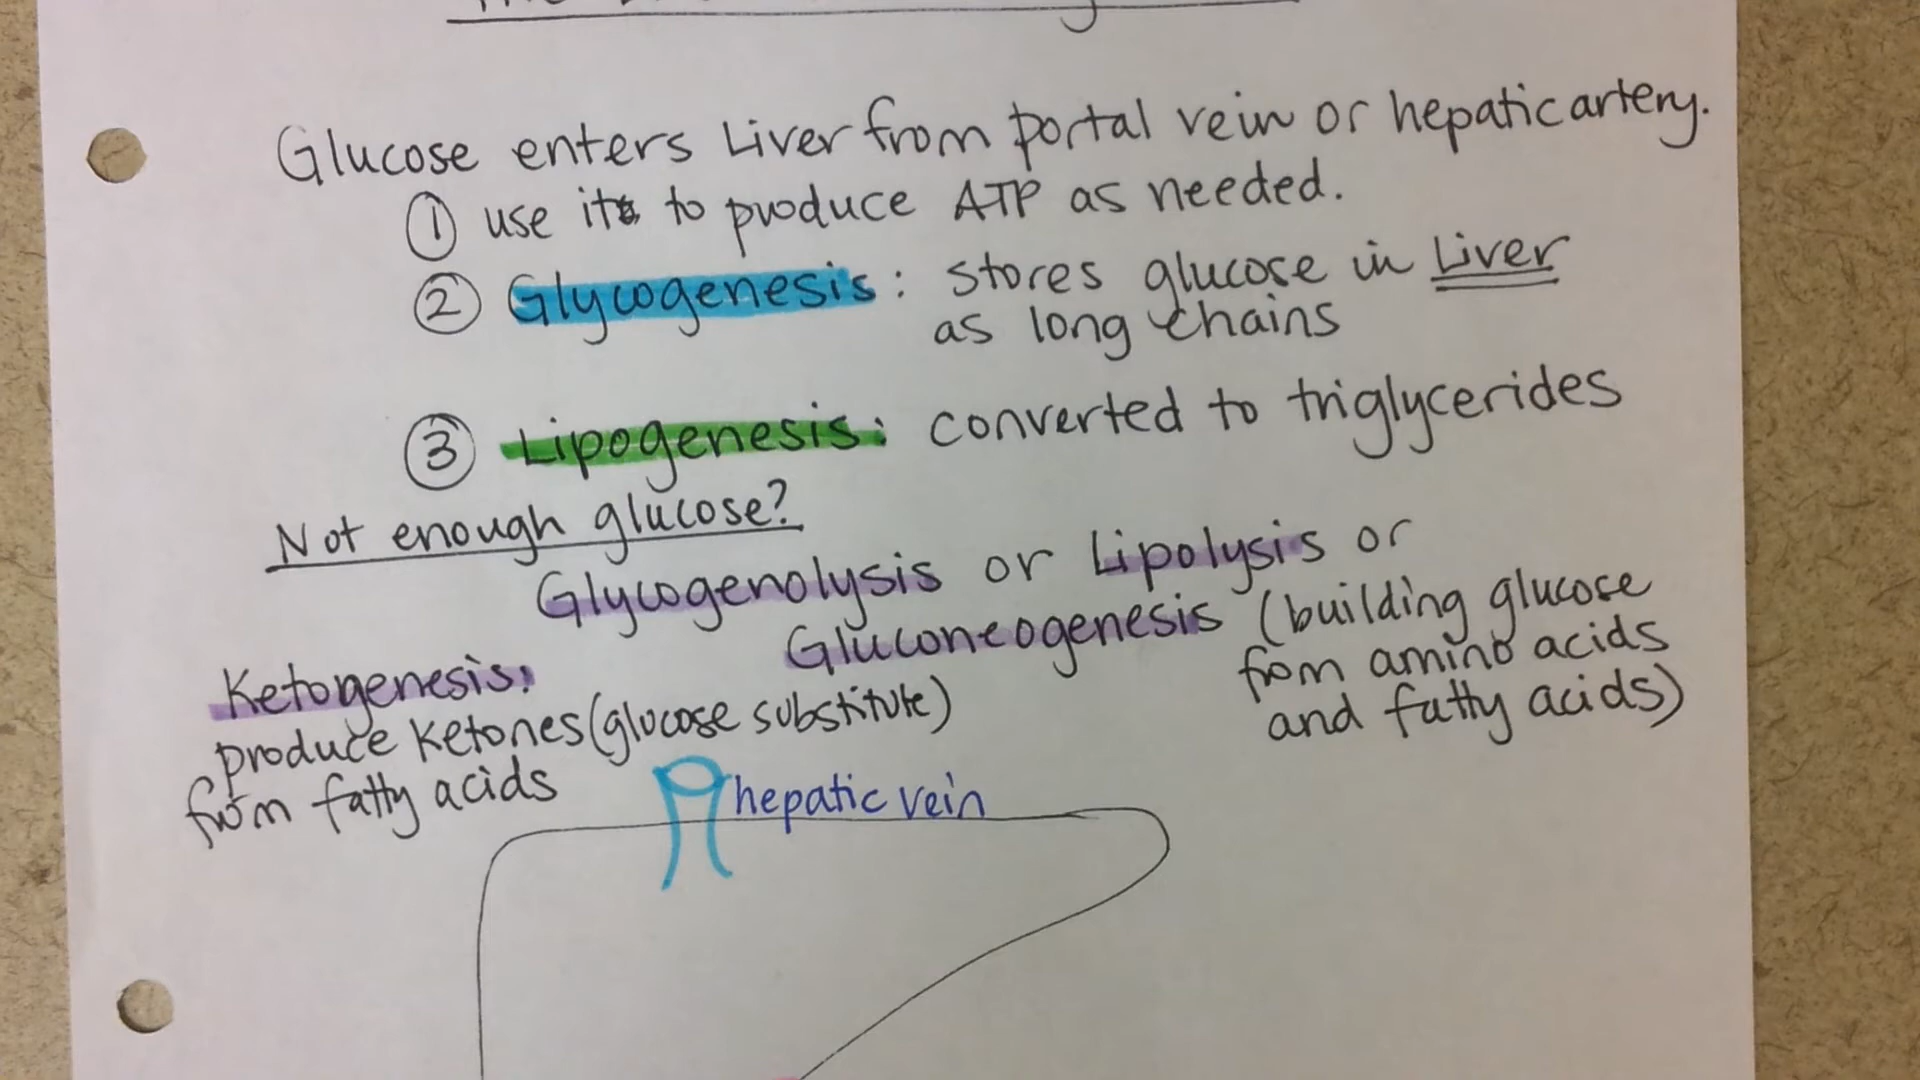 Glucose enters Liver from portal vein or hepatic artery.
① use it to produce ATP as needed.
② Glycogenesis: stores glucose in Liver
as long chains
③ Lipogenesis: converted to triglycerides
Not enough glucose?
Glycogenolysis or Lipolysis or
Gluconeogenesis (building glucose
from amino acids
and fatty acids)
Ketogenesis:
produce ketones (glucose substitute)
from fatty acids
hepatic vein